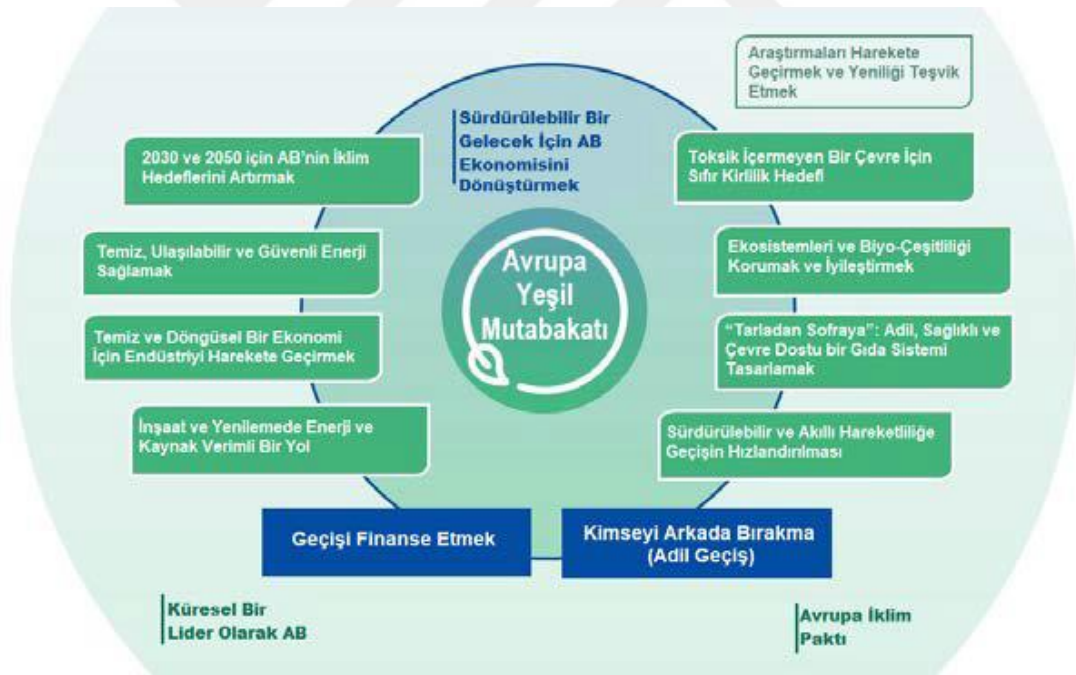 Araştırmaları Harekete
Geçirmek ve Yeniliği Teşvik
Etmek
Sürdürülebilir Bir
Gelecek İçin AB
Ekonomisini
Dönüştürmek
2030 ve 2050 için AB'nin İklim
Hedeflerini Artırmak
Temiz, Ulaşılabilir ve Güvenli Enerji
Sağlamak
Temiz ve Döngüsel Bir Ekonomi
İçin Endüstriyi Harekete Geçirmek
İnşaat ve Yenilemede Enerji ve
Kaynak Verimli Bir Yol
Avrupa
Yeşil
Mutabakatı
Toksik İçermeyen Bir Çevre İçin
Sıfır Kirlilik Hedefi
Ekosistemleri ve Biyo-Çeşitliliği
Korumak ve İyileştirmek
“Tarladan Sofraya”: Adil, Sağlıklı ve
Çevre Dostu bir Gıda Sistemi
Tasarlamak
Sürdürülebilir ve Akıllı Hareketliliğe
Geçişin Hızlandırılması
Geçişi Finanse Etmek
Kimseyi Arkada Bırakma
(Adil Geçiş)
Küresel Bir
Lider Olarak AB
Avrupa İklim
Paktı